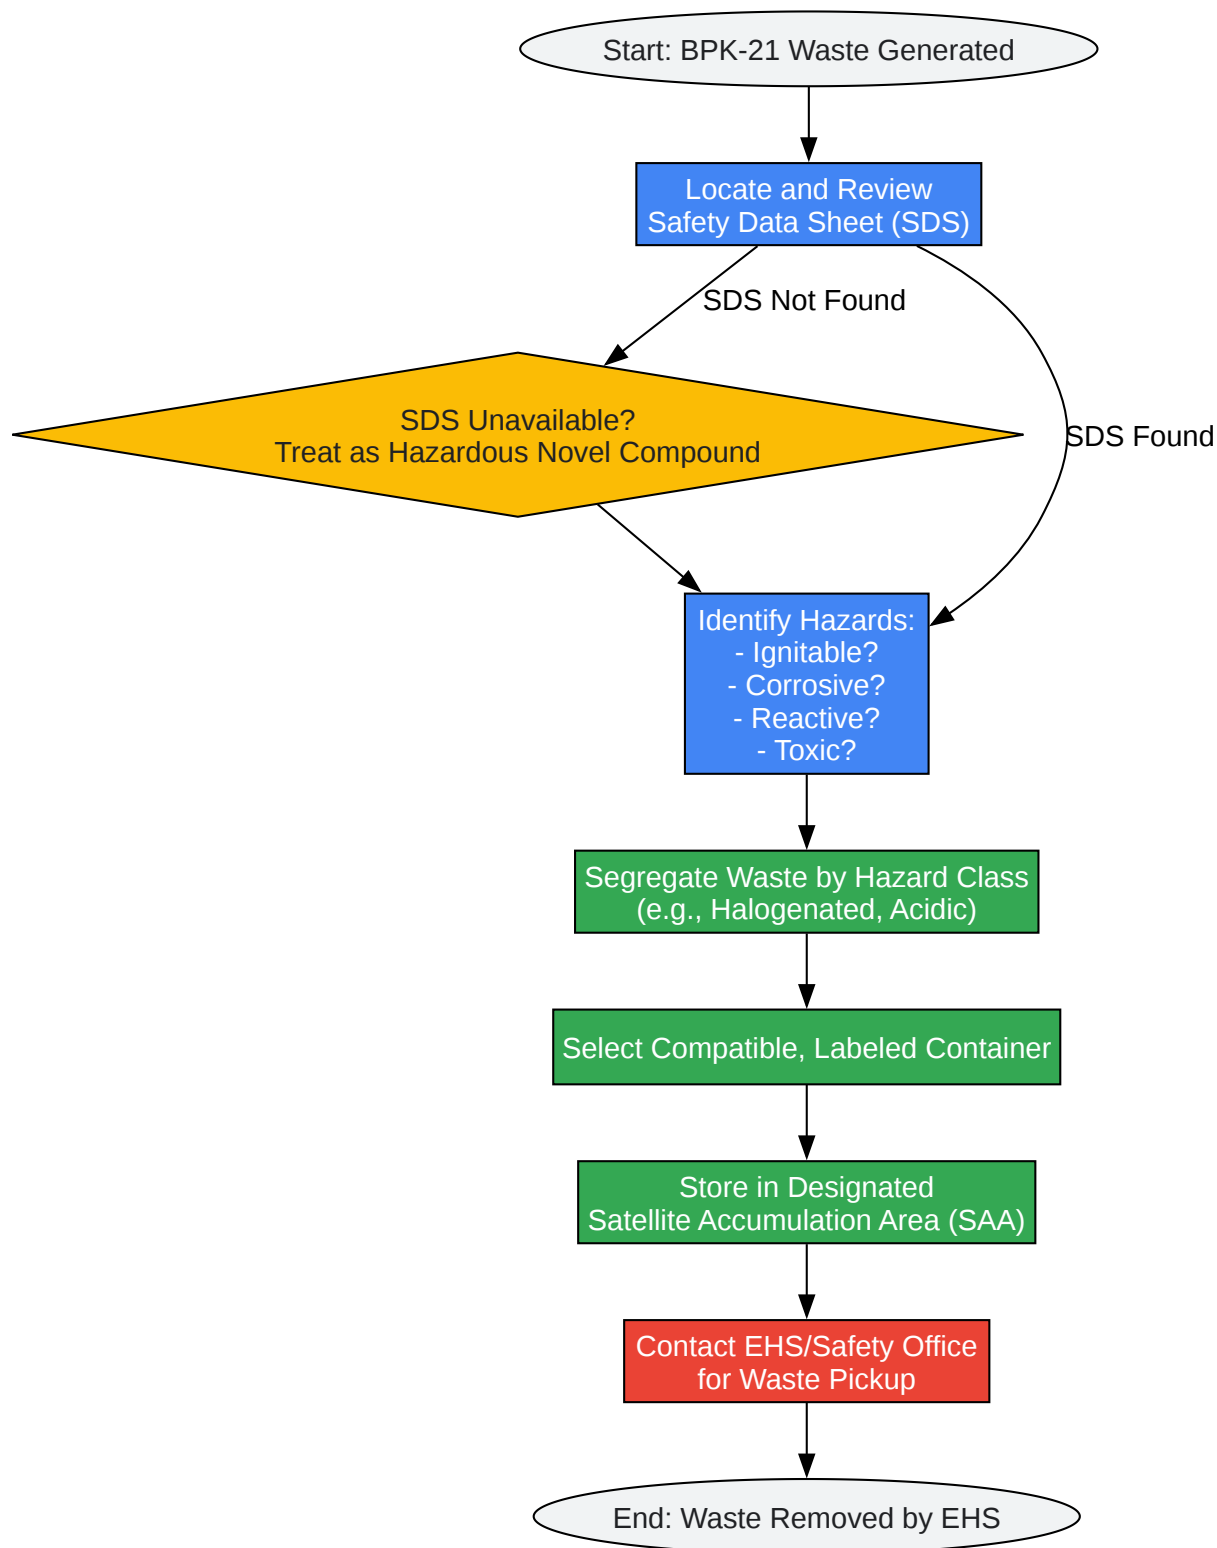 Start: BPK-21 Waste Generated
Locate and Review
Safety Data Sheet (SDS)
SDS Not Found
SDS Unavailable?
Treat as Hazardous Novel Compound
SDS Found
Identify Hazards:
- Ignitable?
- Corrosive?
- Reactive?
- Toxic?
Segregate Waste by Hazard Class
(e.g., Halogenated, Acidic)
Select Compatible, Labeled Container
Store in Designated
Satellite Accumulation Area (SAA)
Contact EHS/Safety Office
for Waste Pickup
End: Waste Removed by EHS